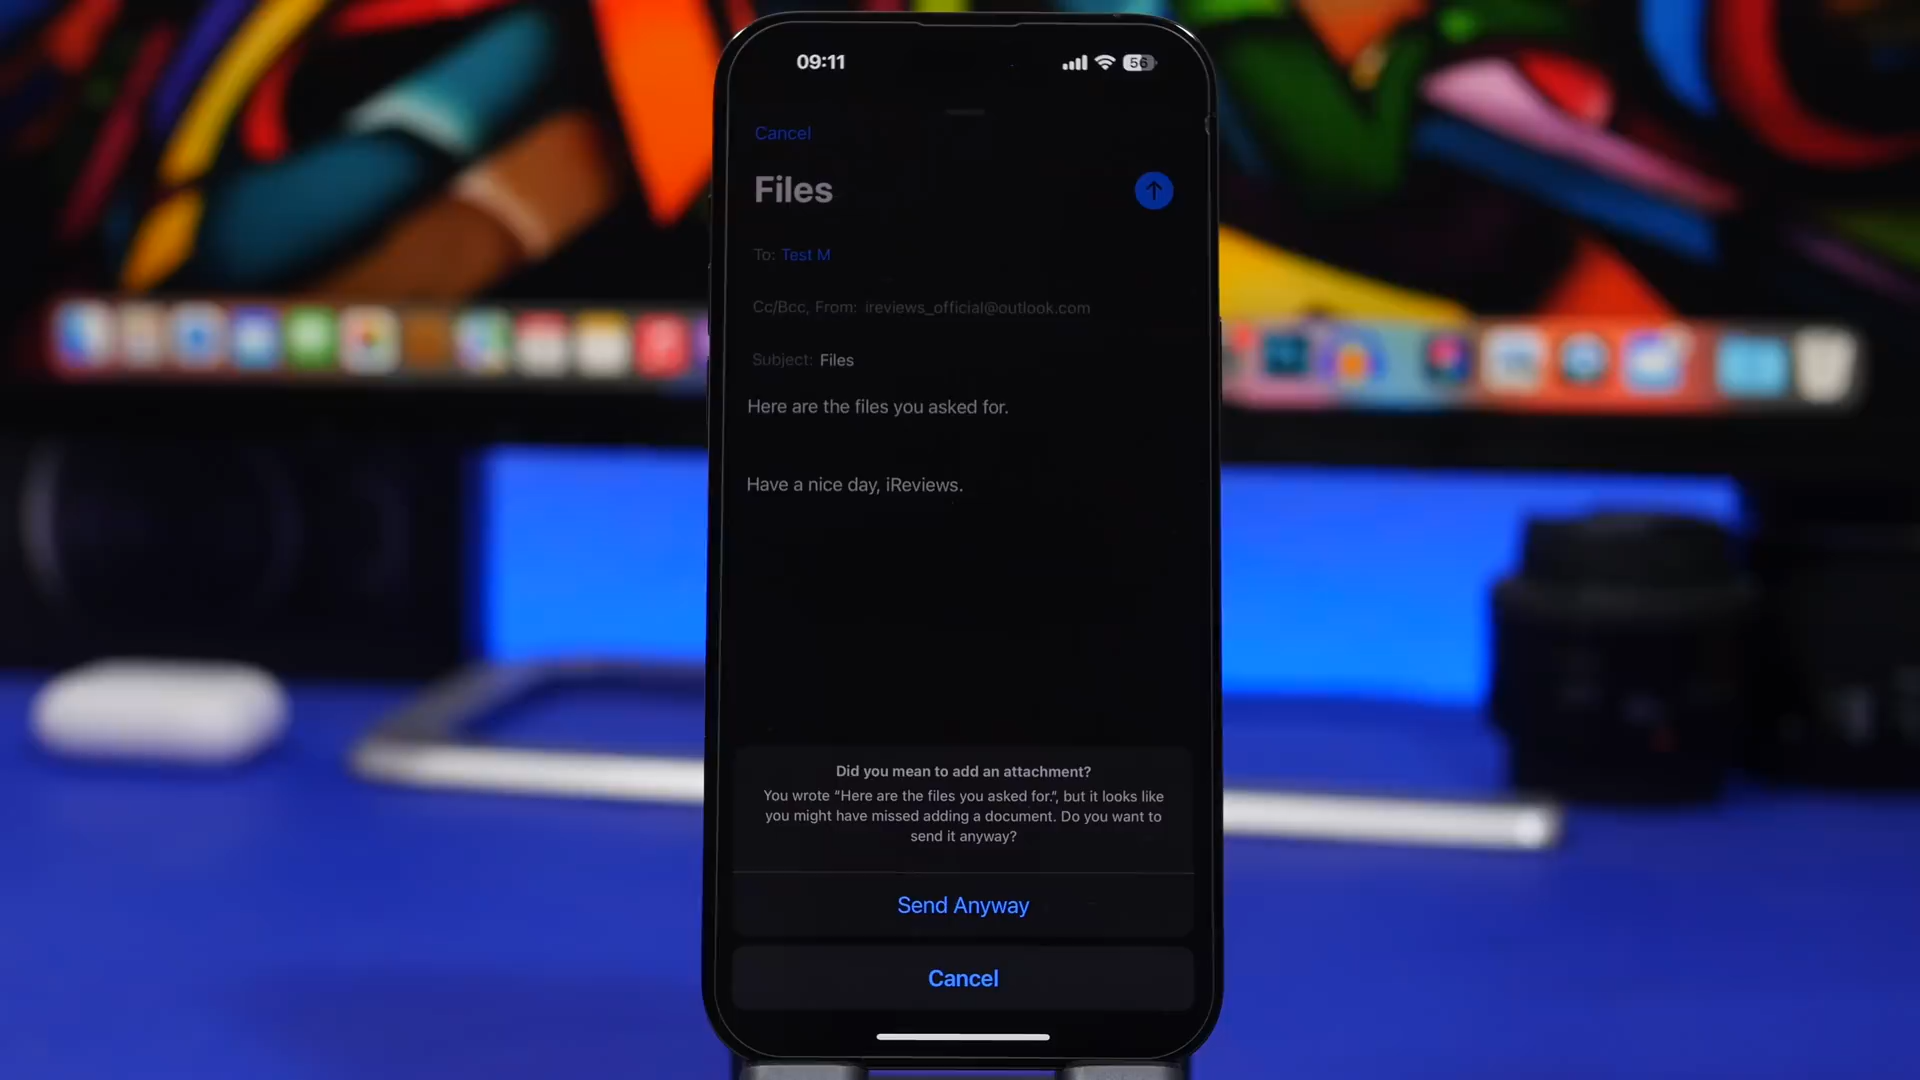 09:11
56
Cancel
Files
To: Test M
Cc/Bcc, From: ireviews_official@outlook.com
Subject: Files
Here are the files you asked for.
Have a nice day, iReviews.
Did you mean to add an attachment?
You wrote “Here are the files you asked for.“, but it looks like
you might have missed adding a document. Do you want to
send it anyway?
Send Anyway
Cancel